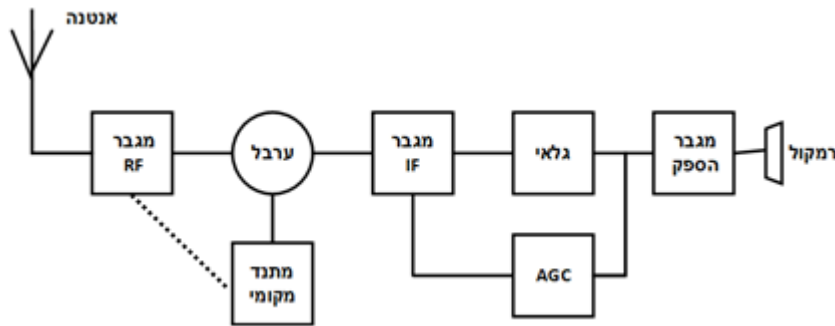 אנטנה
מגבר
RF
ערבל
מגבר
IF
גלאי
מגבר
הספק
רמקול
מתנד
מקומי
AGC